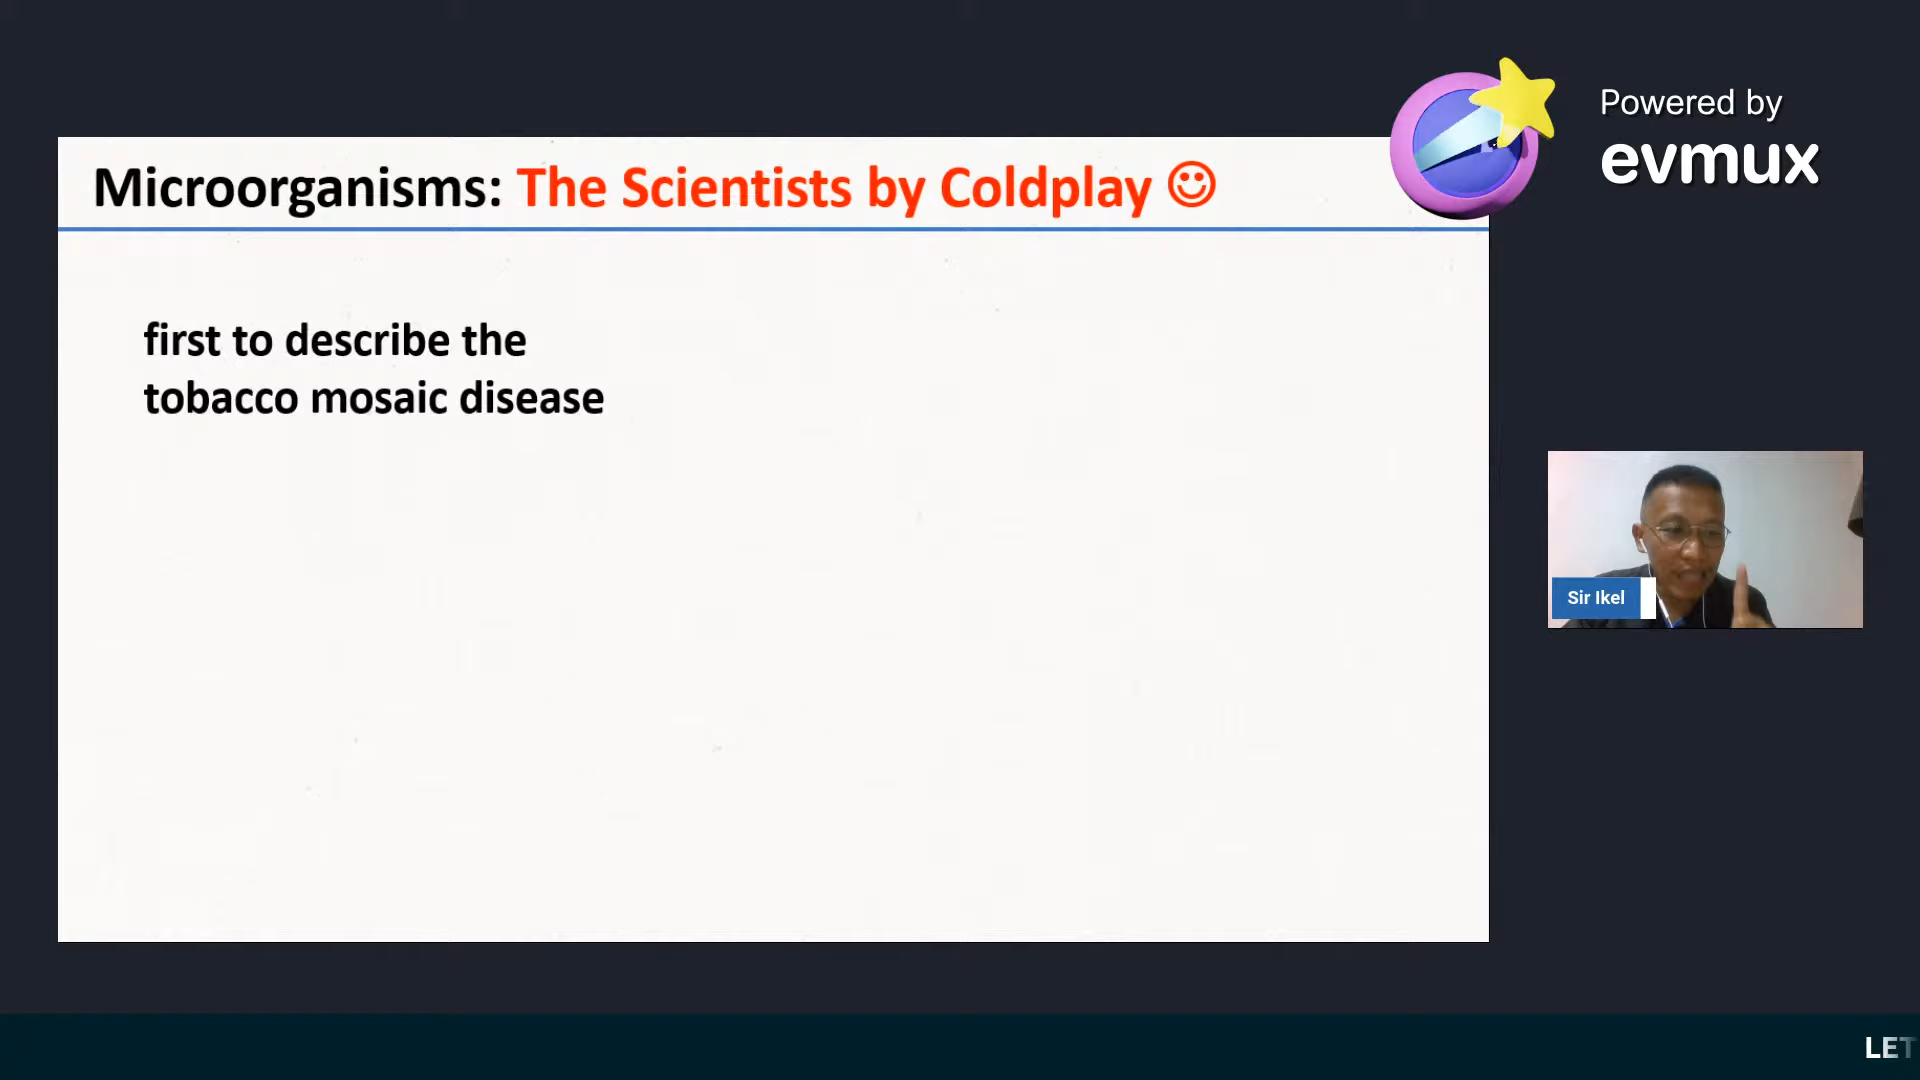 Powered by
evmux
Microorganisms: The Scientists by Coldplay ☺
first to describe the
tobacco mosaic disease
Sir Ikel
LET